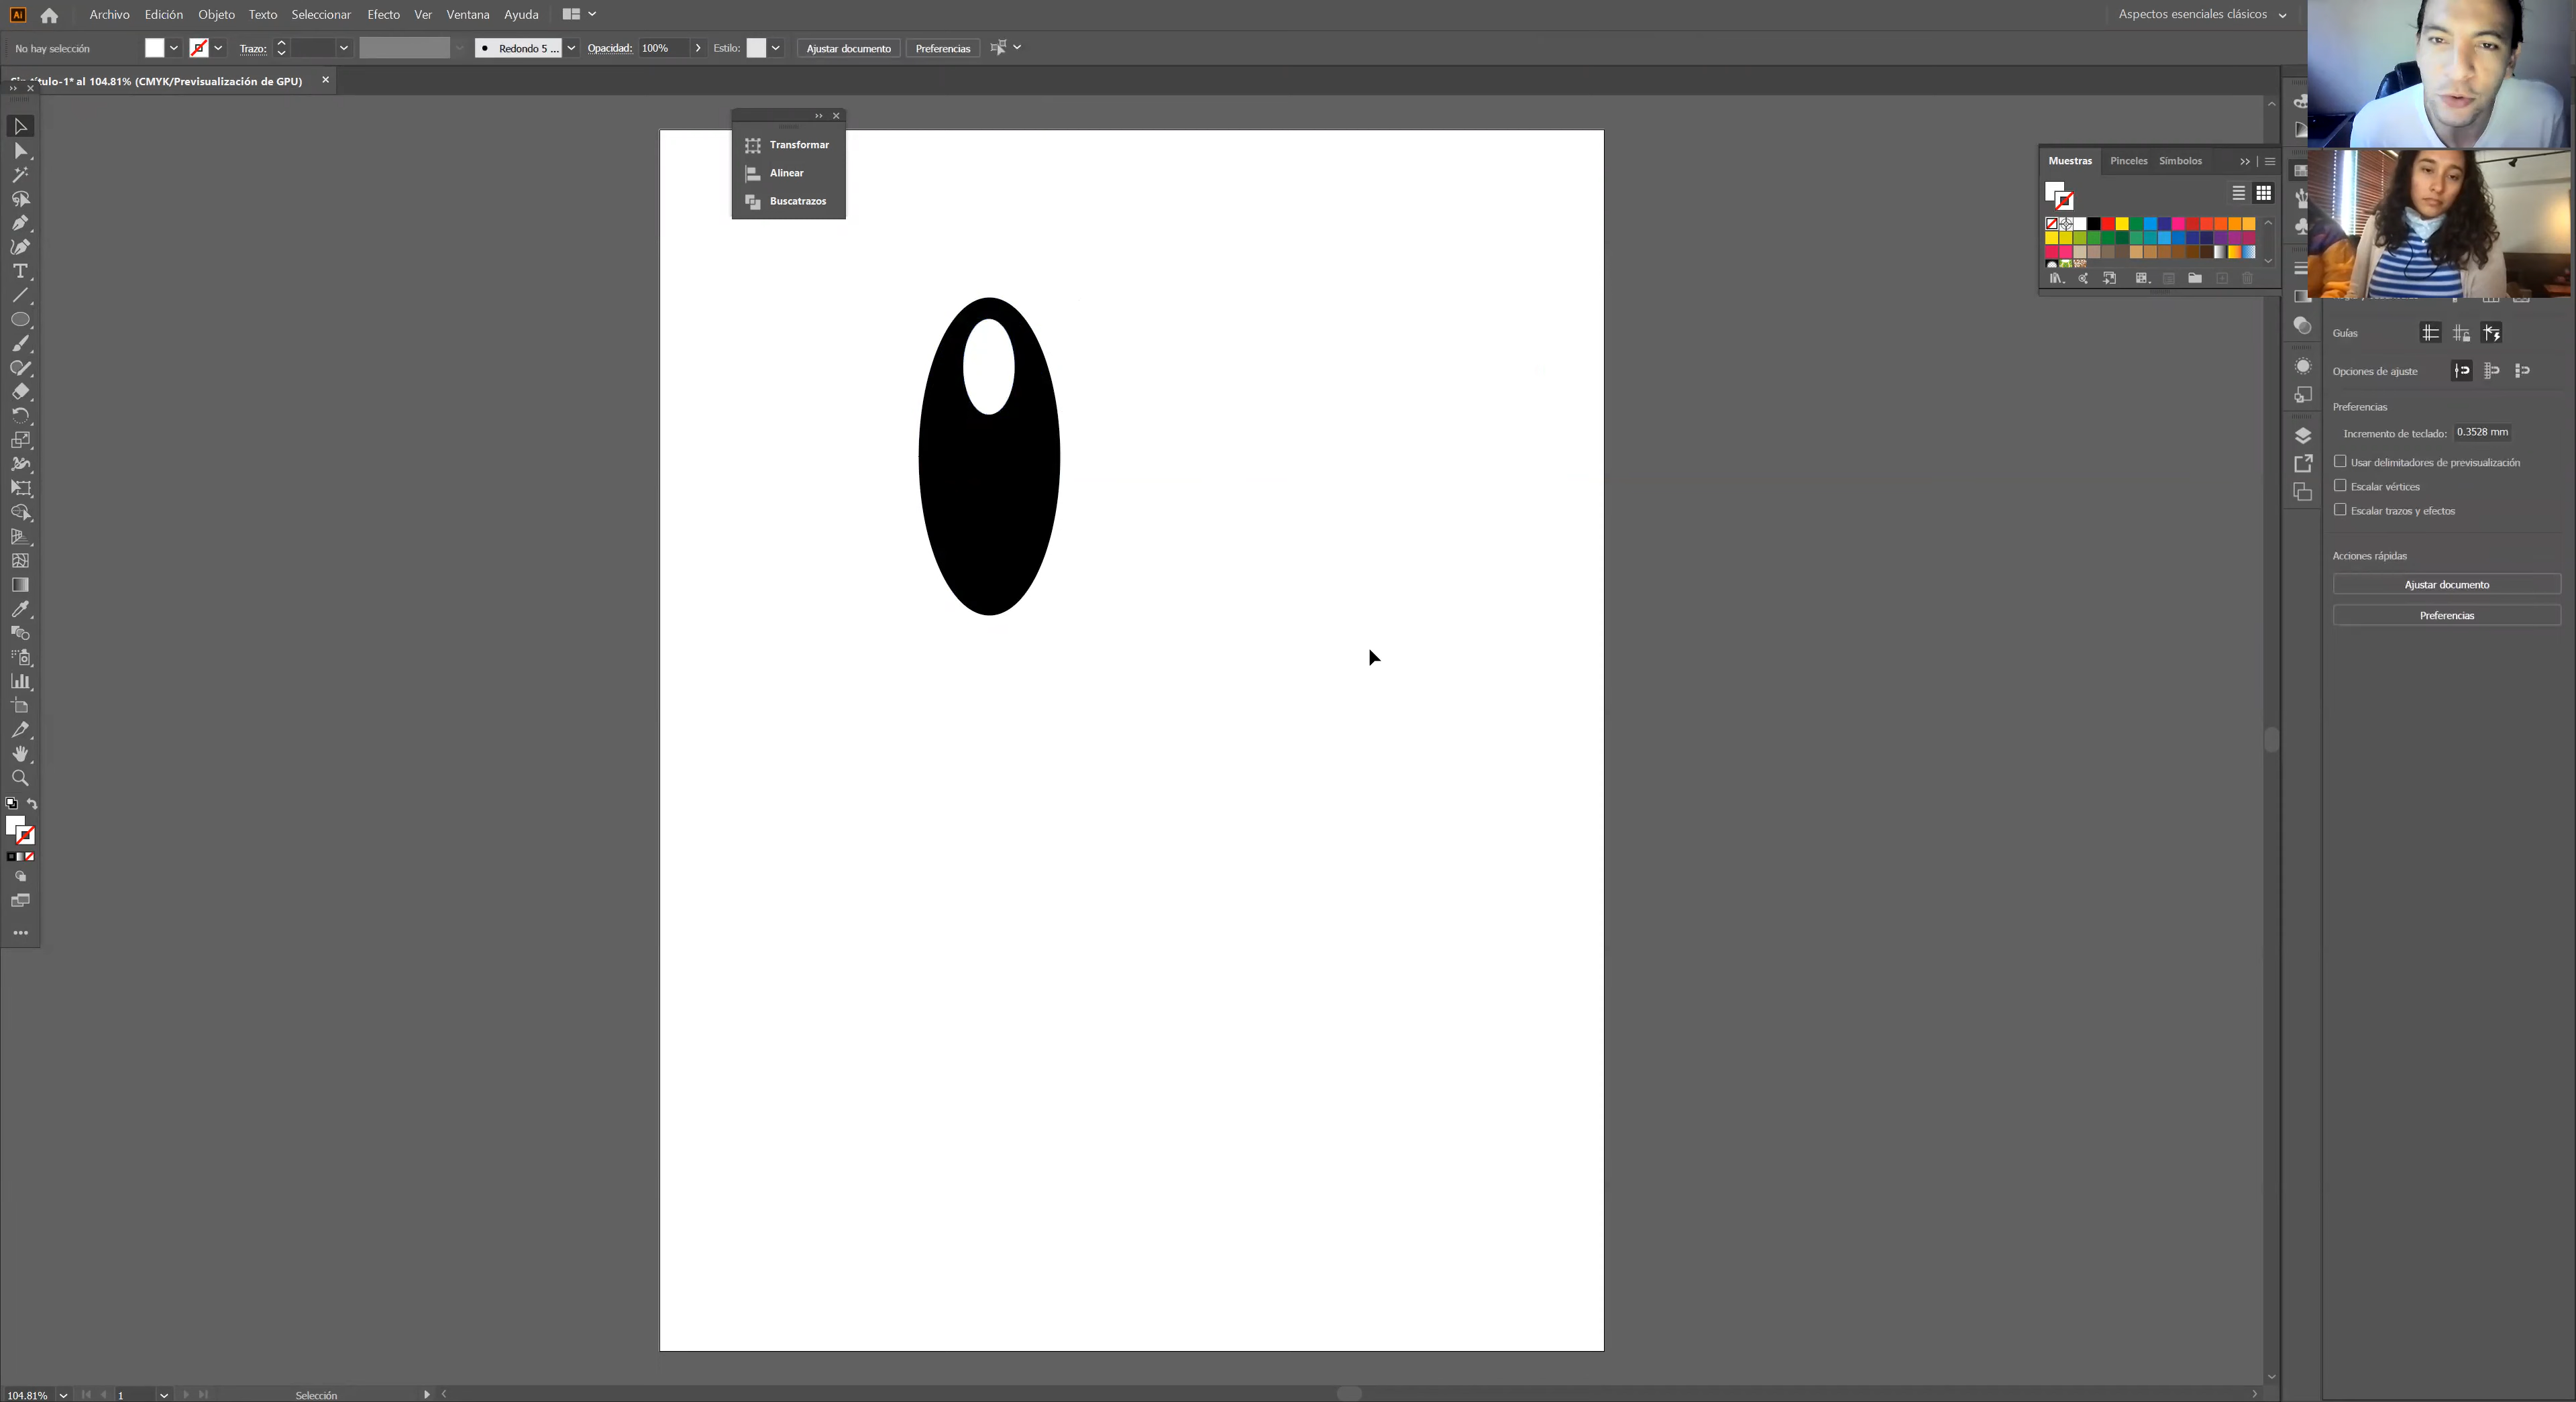 Ai Archivo Edición Objeto Texto Seleccionar Efecto Ver Ventana Ayuda
Aspectos esenciales clásicos
No hay selección Trazo: Redondo 5 ... Opacidad: 100% Estilo: Ajustar documento Preferencias
al 104.81% (CMYK/Previsualización de GPU)
Transformar
Alinear
Buscatrazos
Muestras Pinceles Símbolos
Guías
Opciones de ajuste
Preferencias
Incremento de teclado: 0.3528 mm
Usar delimitadores de previsualización
Escalar vértices
Escalar trazos y efectos
Acciones rápidas
Ajustar documento
Preferencias
104.81% 1 Selección